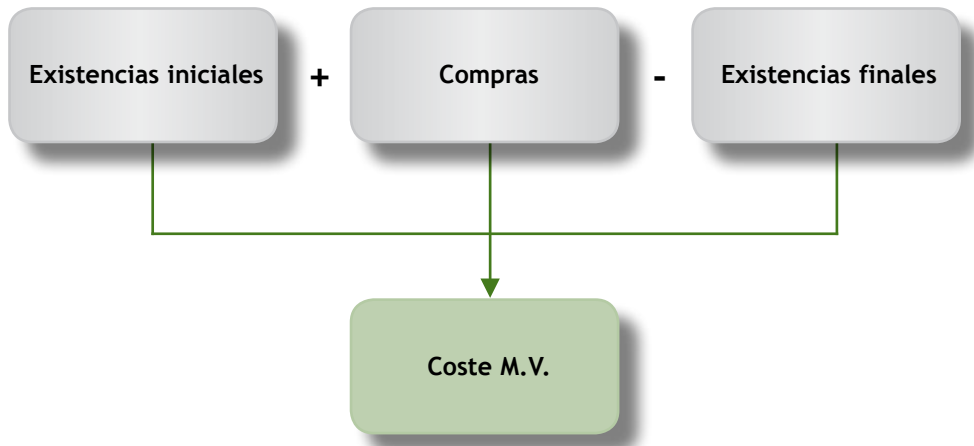 Existencias iniciales + Compras - Existencias finales
Coste M.V.